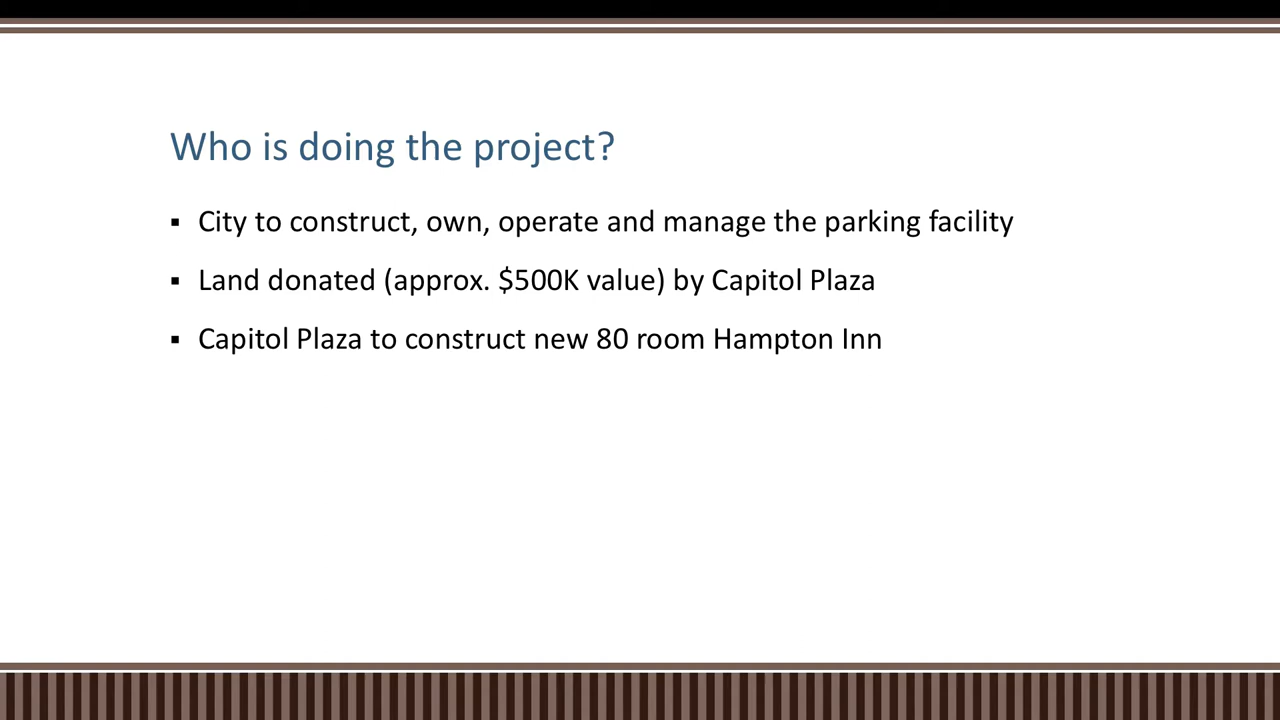 Who is doing the project?
▪ City to construct, own, operate and manage the parking facility
▪ Land donated (approx. $500K value) by Capitol Plaza
▪ Capitol Plaza to construct new 80 room Hampton Inn